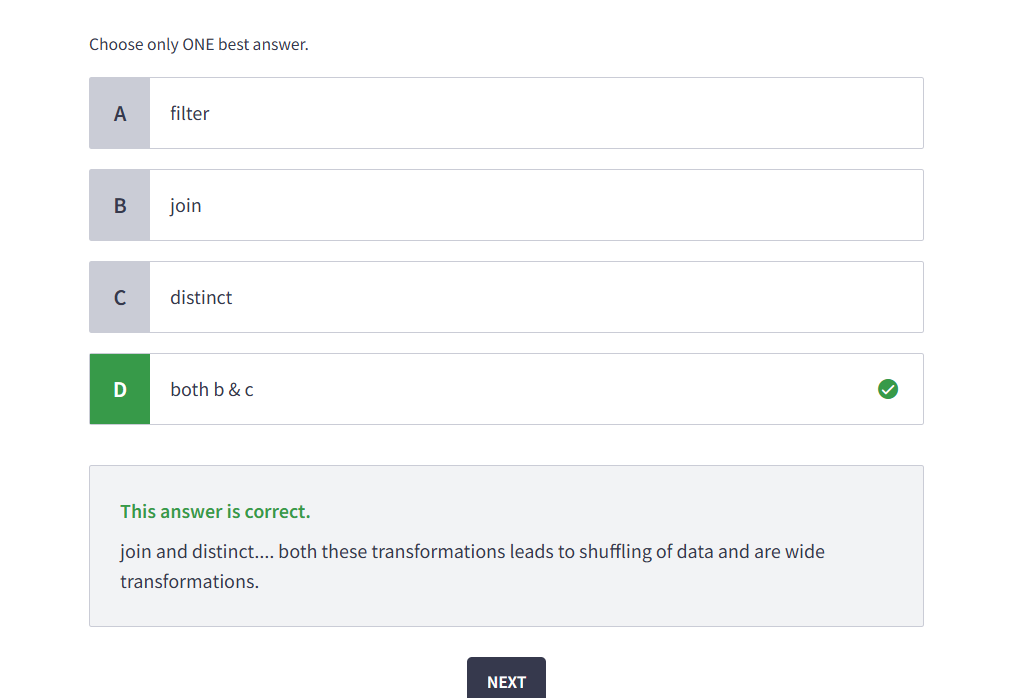 Choose only ONE best answer.
A filter
B join
C distinct
D both b & c
This answer is correct.
join and distinct.... both these transformations leads to shuffling of data and are wide
transformations.
NEXT